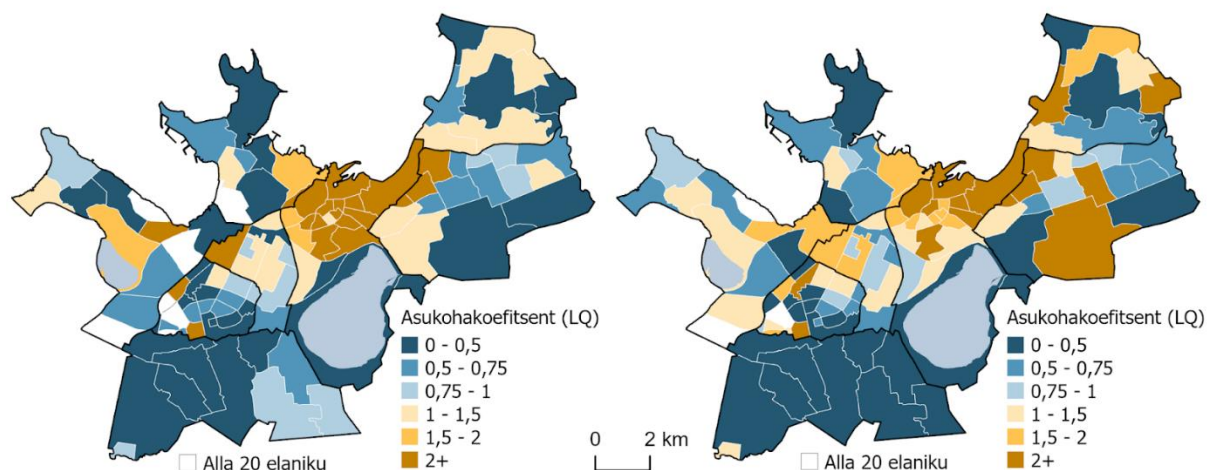 Asukohakoefitsent (LQ)
0 - 0,5
0,5 - 0,75
0,75 - 1
1 - 1,5
1,5 - 2
2+
Alla 20 elaniku
0 2 km
Asukohakoefitsent (LQ)
0 - 0,5
0,5 - 0,75
0,75 - 1
1 - 1,5
1,5 - 2
2+
Alla 20 elaniku